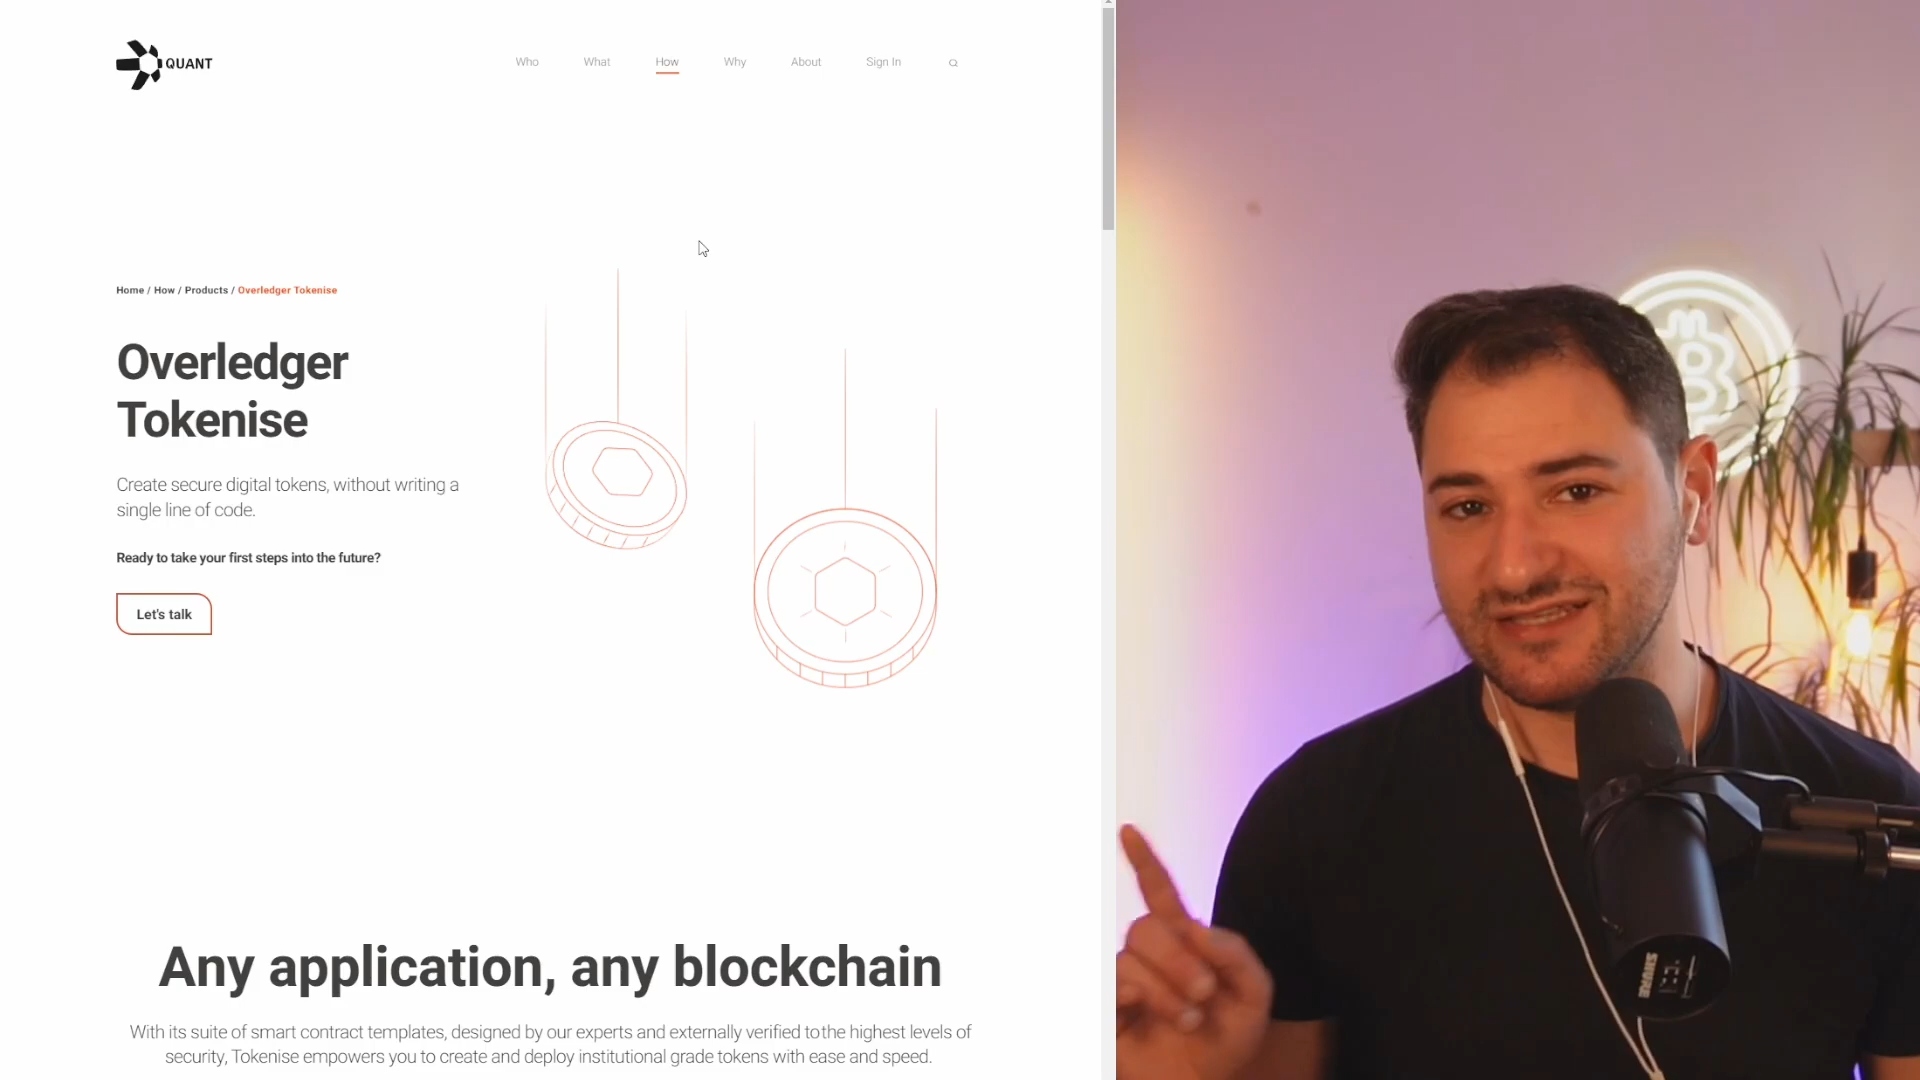 QUANT
Who
What
How
Why
About
Sign In
Home / How / Products / Overledger Tokenise
Overledger
Tokenise
Create secure digital tokens, without writing a
single line of code.
Ready to take your first steps into the future?
Let's talk
Any application, any blockchain
With its suite of smart contract templates, designed by our experts and externally verified to the highest levels of
security, Tokenise empowers you to create and deploy institutional grade tokens with ease and speed.
B
SHURE